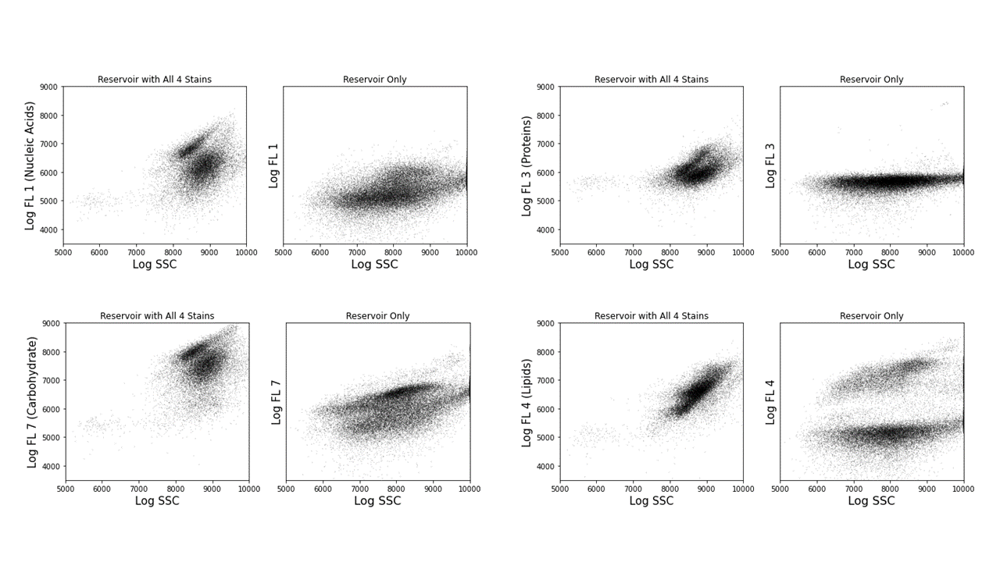 Reservoir with All 4 Stains
Reservoir Only
Reservoir with All 4 Stains
Reservoir Only
9000
8000
7000
6000
5000
4000
Log FL 1 (Nucleic Acids)
Log FL 1
9000
8000
7000
6000
5000
4000
Log FL 3 (Proteins)
Log FL 3
5000 6000 7000 8000 9000 10000
5000 6000 7000 8000 9000 10000
5000 6000 7000 8000 9000 10000
5000 6000 7000 8000 9000 10000
Log SSC
Log SSC
Log SSC
Log SSC
Reservoir with All 4 Stains
Reservoir Only
Reservoir with All 4 Stains
Reservoir Only
9000
8000
7000
6000
5000
4000
Log FL 7 (Carbohydrate)
Log FL 7
9000
8000
7000
6000
5000
4000
Log FL 4 (Lipids)
Log FL 4
5000 6000 7000 8000 9000 10000
5000 6000 7000 8000 9000 10000
5000 6000 7000 8000 9000 10000
5000 6000 7000 8000 9000 10000
Log SSC
Log SSC
Log SSC
Log SSC